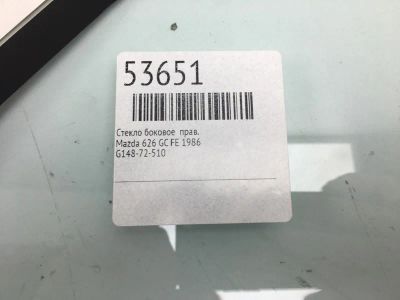 53651
Стекло боковое прав.
Mazda 626 GC FE 1986
G148-72-510